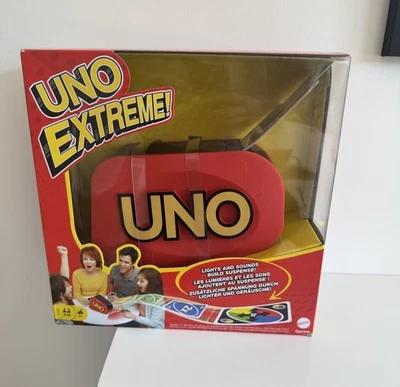 UNO
EXTREME!
UNO
LIGHTS AND SOUNDS
BUILD SUSPENSE!
LES LUMIÈRES ET LES SONS
AJOUTENT AU SUSPENSE !
ZUSÄTZLICHE SPANNUNG DURCH
LICHTER UND GERÄUSCHE!
UNO